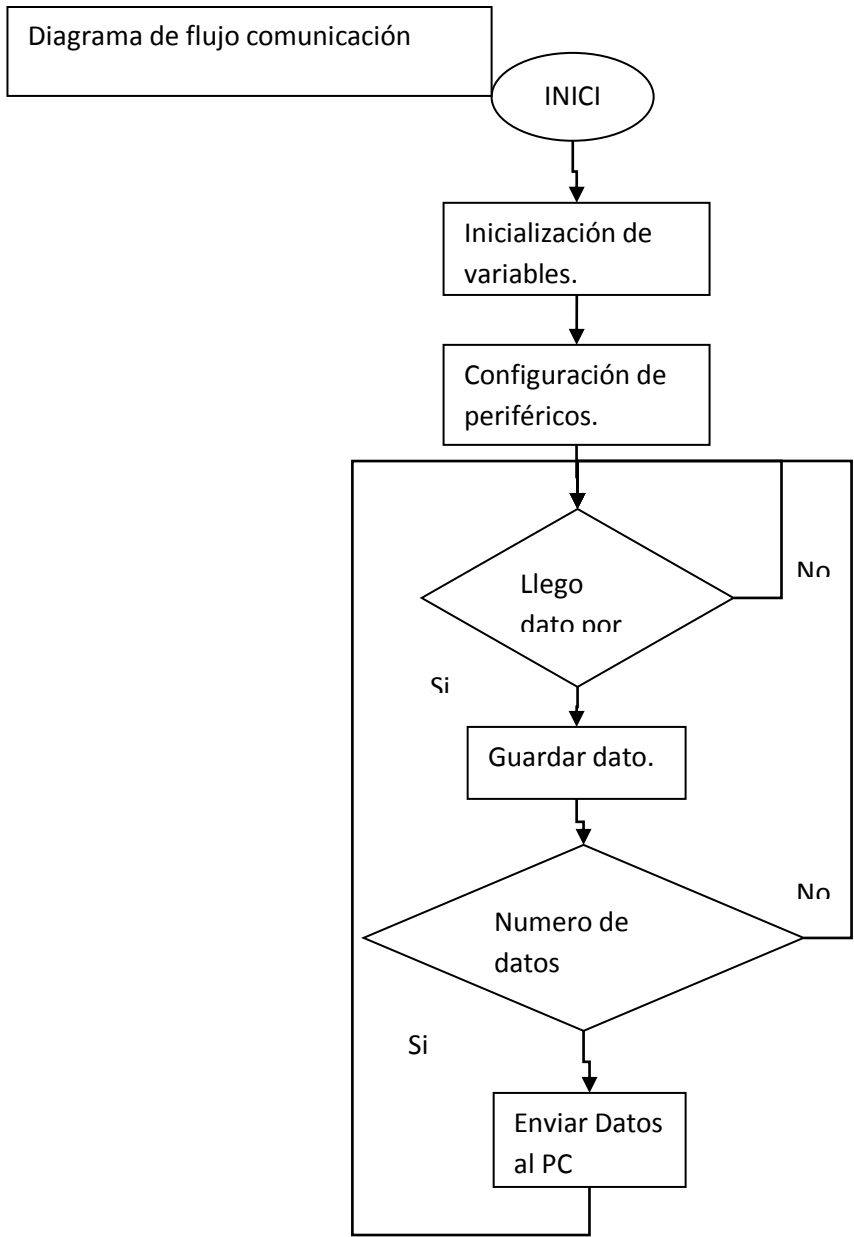 Diagrama de flujo comunicación
INICI
Inicialización de
variables.
Configuración de
periféricos.
Llego
dato por
No
Si
Guardar dato.
Numero de
datos
No
Si
Enviar Datos
al PC